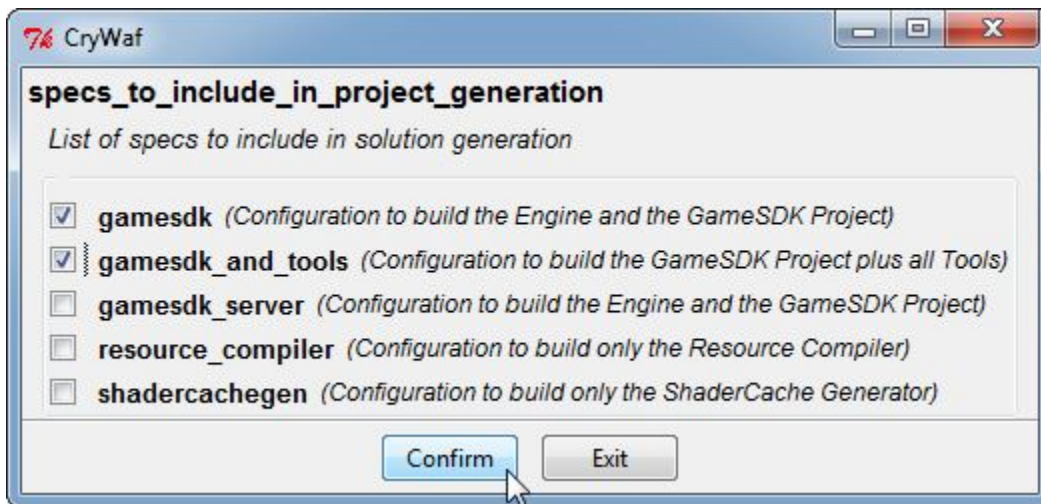 CryWaf
specs_to_include_in_project_generation
List of specs to include in solution generation
gamesdk (Configuration to build the Engine and the GameSDK Project)
gamesdk_and_tools (Configuration to build the GameSDK Project plus all Tools)
gamesdk_server (Configuration to build the Engine and the GameSDK Project)
resource_compiler (Configuration to build only the Resource Compiler)
shadercachegen (Configuration to build only the ShaderCache Generator)
Confirm Exit